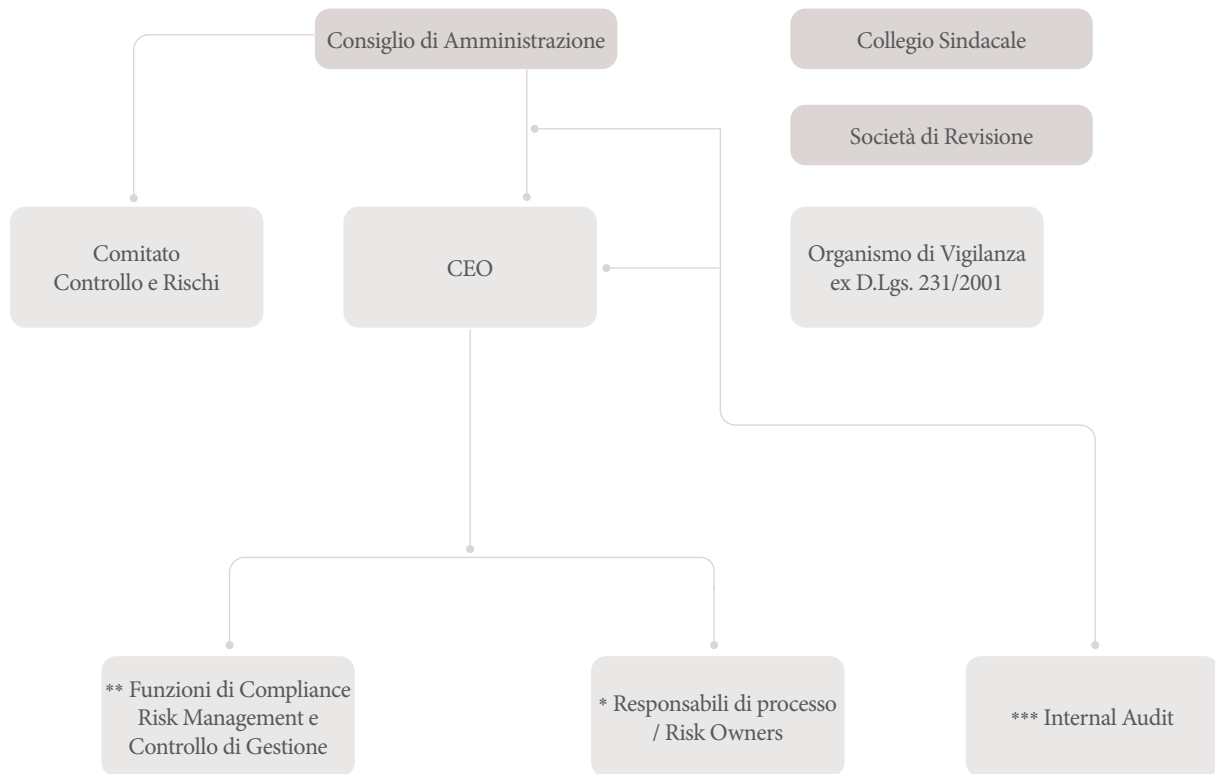 Consiglio di Amministrazione
Collegio Sindacale
Società di Revisione
Comitato
Controllo e Rischi
CEO
Organismo di Vigilanza
ex D.Lgs. 231/2001
** Funzioni di Compliance
Risk Management e
Controllo di Gestione
* Responsabili di processo
/ Risk Owners
*** Internal Audit